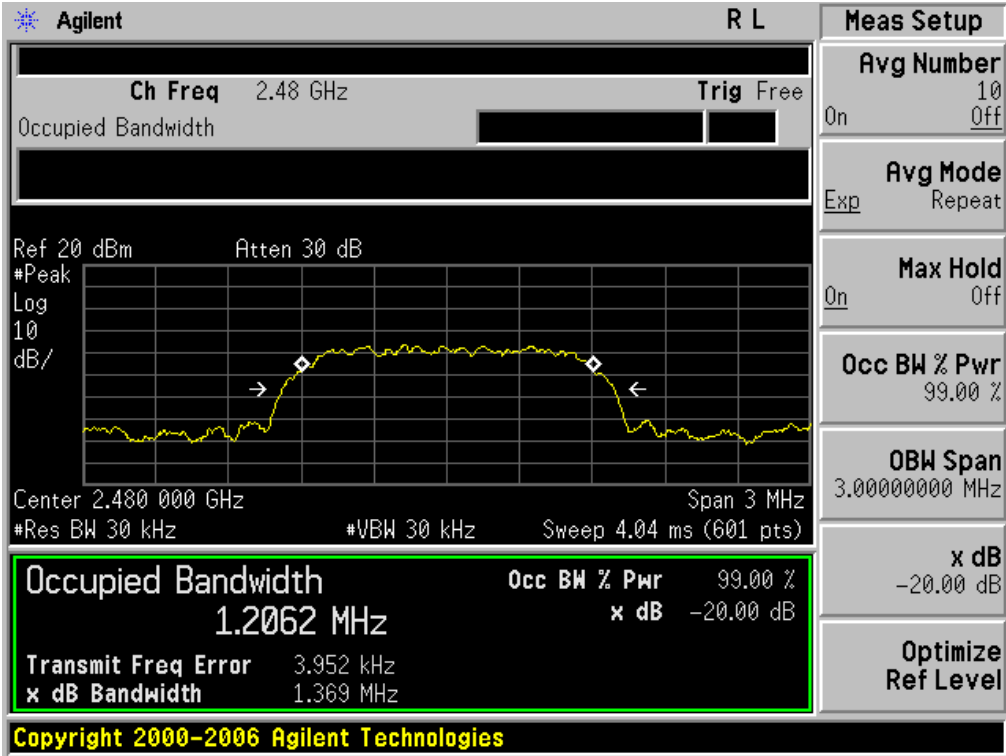 Agilent R L
Ch Freq 2.48 GHz Trig Free
Occupied Bandwidth
Ref 20 dBm Atten 30 dB
#Peak
Log
10
dB/
Center 2.480 000 GHz Span 3 MHz
#Res BW 30 kHz #VBW 30 kHz Sweep 4.04 ms (601 pts)
Occupied Bandwidth Occ BW % Pwr 99.00 %
1.2062 MHz x dB -20.00 dB
Transmit Freq Error 3.952 kHz
x dB Bandwidth 1.369 MHz
Copyright 2000-2006 Agilent Technologies
Meas Setup
Avg Number
10
On Off
Avg Mode
Exp Repeat
Max Hold
On Off
Occ BW % Pwr
99.00 %
OBW Span
3.00000000 MHz
x dB
-20.00 dB
Optimize
Ref Level